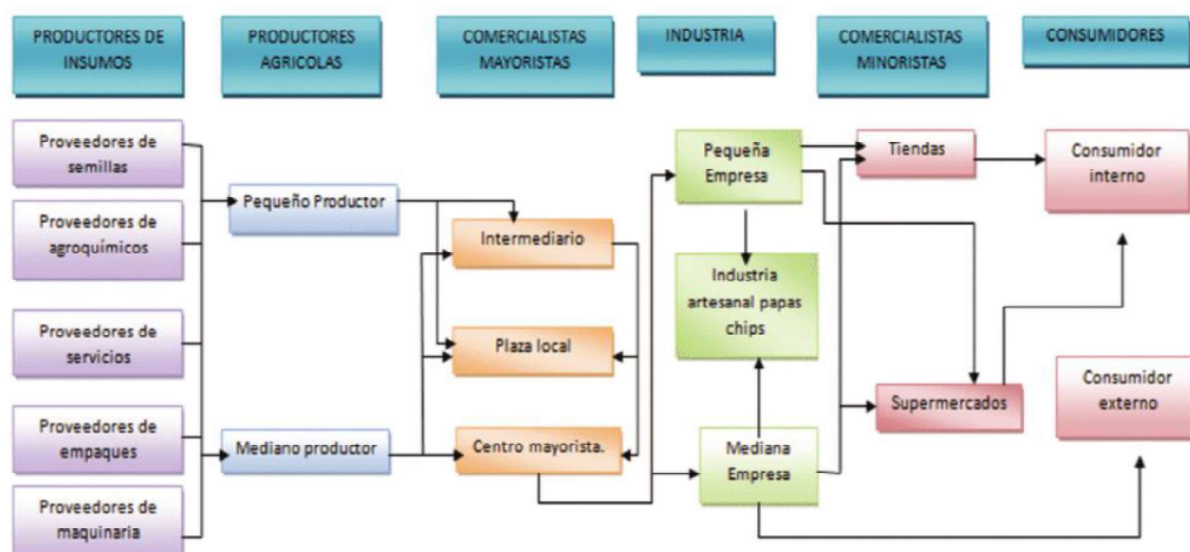 PRODUCTORES DE
INSUMOS
PRODUCTORES
AGRICOLAS
COMERCIALISTAS
MAYORISTAS
INDUSTRIA
COMERCIALISTAS
MINORISTAS
CONSUMIDORES
Proveedores de
semillas
Proveedores de
agroquímicos
Proveedores de
servicios
Proveedores de
empaques
Proveedores de
maquinaria
Pequeño Productor
Mediano productor
Intermediario
Plaza local
Centro mayorista.
Pequeña
Empresa
Industria
artesanal papas
chips
Mediana
Empresa
Tiendas
Supermercados
Consumidor
interno
Consumidor
externo